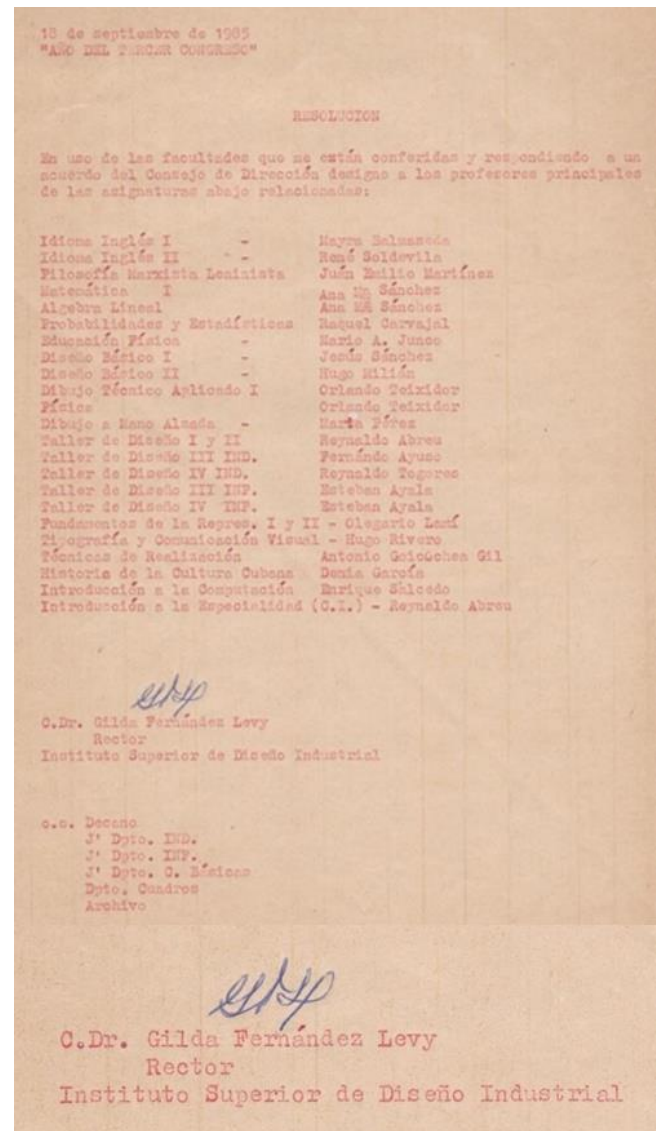 18 de septiembre de 1985
"AÑO DEL TERCER CONGRESO"
RESOLUCION
En uso de las facultades que me están conferidas y respondiendo a un
acuerdo del Consejo de Dirección designo a los profesores principales
de las asignaturas abajo relacionadas:
Idioma Inglés I - Mayra Balmaseda
Idioma Inglés II - René Soldevila
Filosofía Marxista Leninista Juán Emilio Martínez
Matemática I Ana Ma Sánchez
Algebra Lineal Ana Ma Sánchez
Probabilidades y Estadísticas Raquel Carvajal
Educación Física - Mario A. Junco
Diseño Básico I - Jesús Sánchez
Diseño Básico II - Hugo Milián
Dibujo Técnico Aplicado I Orlando Teixidor
Física Orlando Teixidor
Dibujo a Mano Alzada - Marta Pérez
Taller de Diseño I y II Reynaldo Abreu
Taller de Diseño III IND. Fernándo Ayuso
Taller de Diseño IV IND. Reynaldo Togores
Taller de Diseño III INF. Esteban Ayala
Taller de Diseño IV INF. Esteban Ayala
Fundamentos de la Repres. I y II - Olegario Lamí
Tipografía y Comunicación Visual - Hugo Rivero
Técnicas de Realización Antonio Goicochea Gil
Historia de la Cultura Cubana Denia García
Introducción a la Computación Enrique Salcedo
Introducción a la Especialidad (C.I.) - Reynaldo Abreu
C.Dr. Gilda Fernández Levy
Rector
Instituto Superior de Diseño Industrial
c.c. Decano
J' Dpto. IND.
J' Dpto. INF.
J' Dpto. C. Básicas
Dpto. Cuadros
Archivo
C.Dr. Gilda Fernández Levy
Rector
Instituto Superior de Diseño Industrial